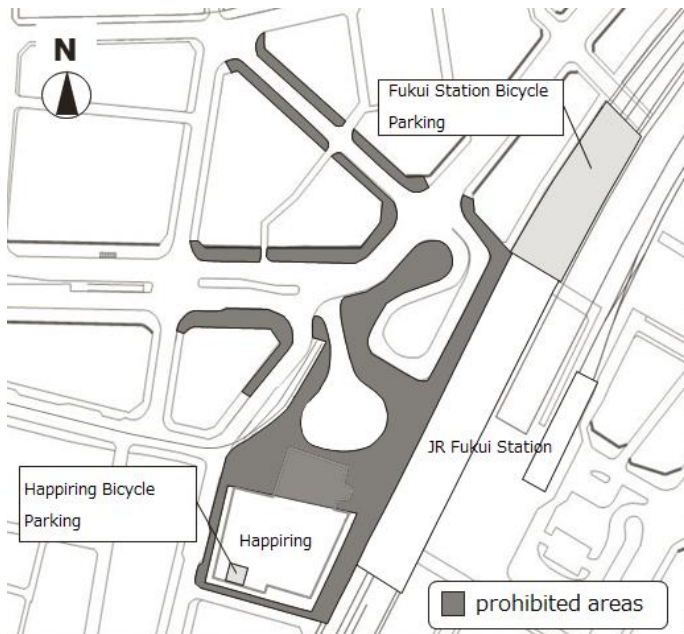 N
Fukui Station Bicycle
Parking
JR Fukui Station
Happiring Bicycle
Parking
Happiring
prohibited areas